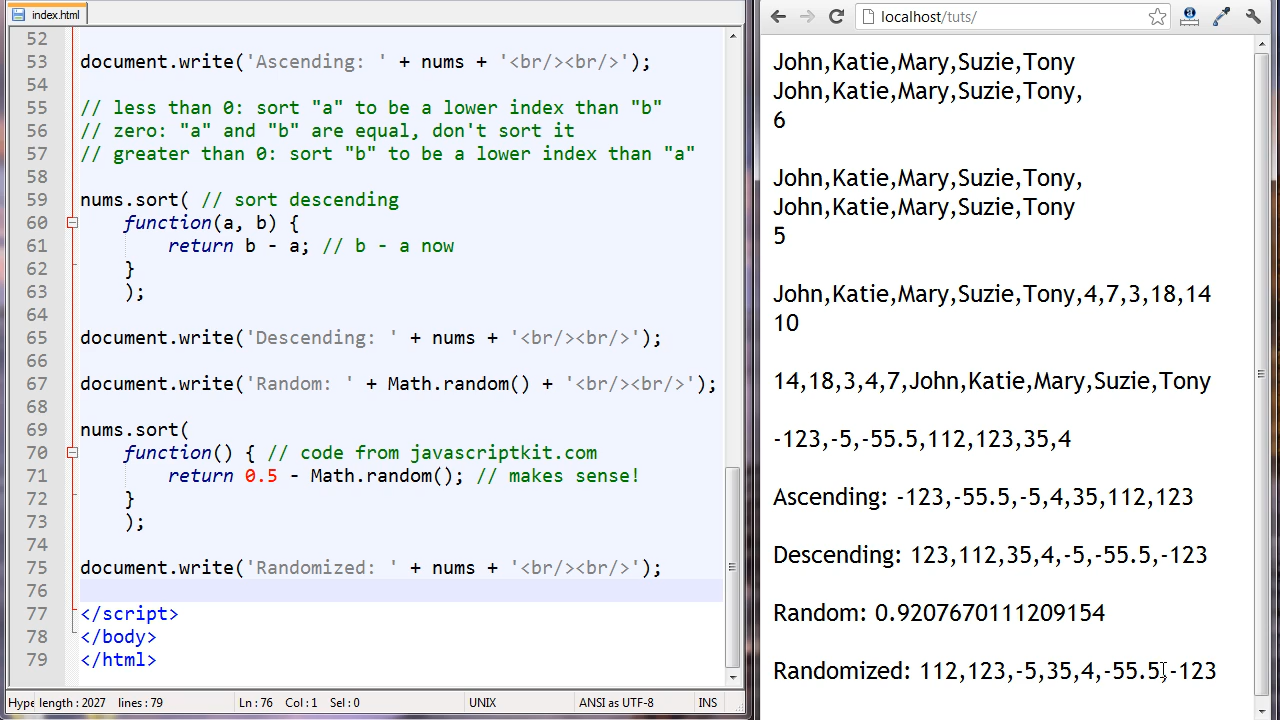 index.html
52
53 document.write('Ascending: ' + nums + '<br/><br/>');
54
55 // less than 0: sort "a" to be a lower index than "b"
56 // zero: "a" and "b" are equal, don't sort it
57 // greater than 0: sort "b" to be a lower index than "a"
58
59 nums.sort( // sort descending
60 function(a, b) {
61 return b - a; // b - a now
62 }
63 );
64
65 document.write('Descending: ' + nums + '<br/><br/>');
66
67 document.write('Random: ' + Math.random() + '<br/><br/>');
68
69 nums.sort(
70 function() { // code from javascriptkit.com
71 return 0.5 - Math.random(); // makes sense!
72 }
73 );
74
75 document.write('Randomized: ' + nums + '<br/><br/>');
76
77 </script>
78 </body>
79 </html>
Hype length : 2027 lines : 79 Ln : 76 Col : 1 Sel : 0 UNIX ANSI as UTF-8 INS
localhost/tuts/
John,Katie,Mary,Suzie,Tony
John,Katie,Mary,Suzie,Tony,
6
John,Katie,Mary,Suzie,Tony,
John,Katie,Mary,Suzie,Tony
5
John,Katie,Mary,Suzie,Tony,4,7,3,18,14
10
14,18,3,4,7,John,Katie,Mary,Suzie,Tony
-123,-5,-55.5,112,123,35,4
Ascending: -123,-55.5,-5,4,35,112,123
Descending: 123,112,35,4,-5,-55.5,-123
Random: 0.9207670111209154
Randomized: 112,123,-5,35,4,-55.5,-123